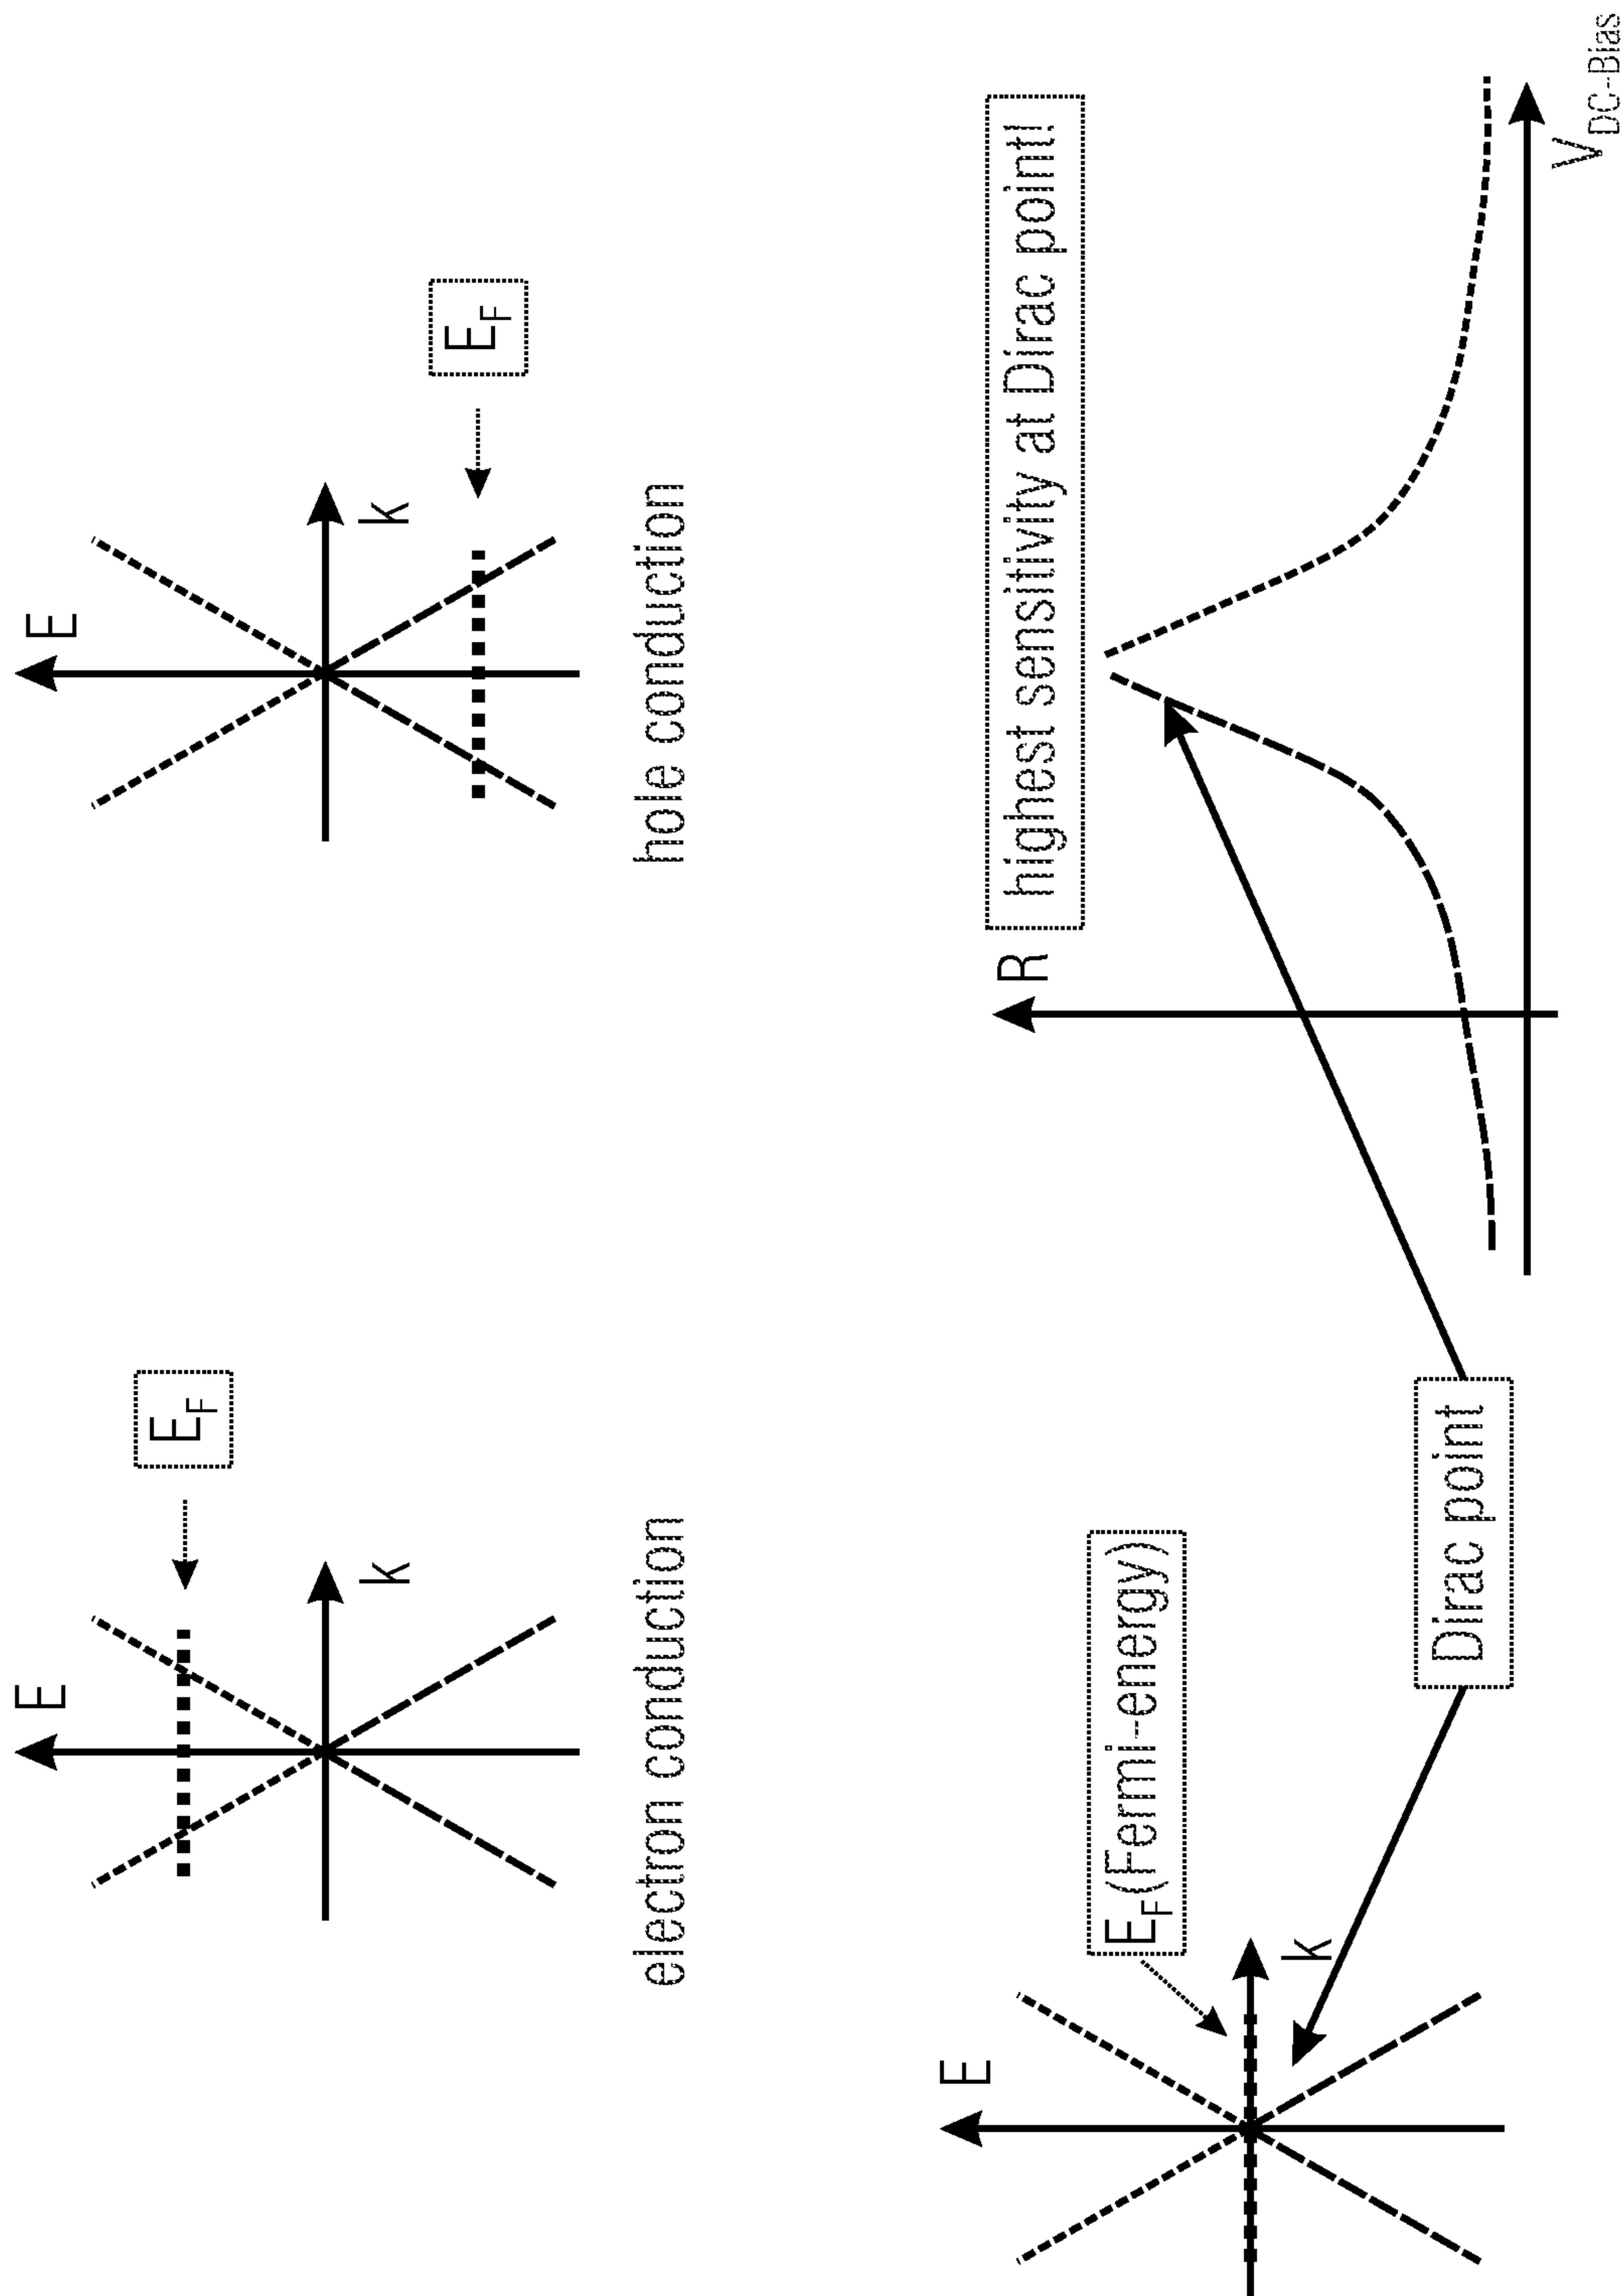 E
E_F
k
electron conduction
E
E_F
k
hole conduction
E
E_F (Fermi-energy)
k
Dirac point
R
highest sensitivity at Dirac point!
V_DC-Bias